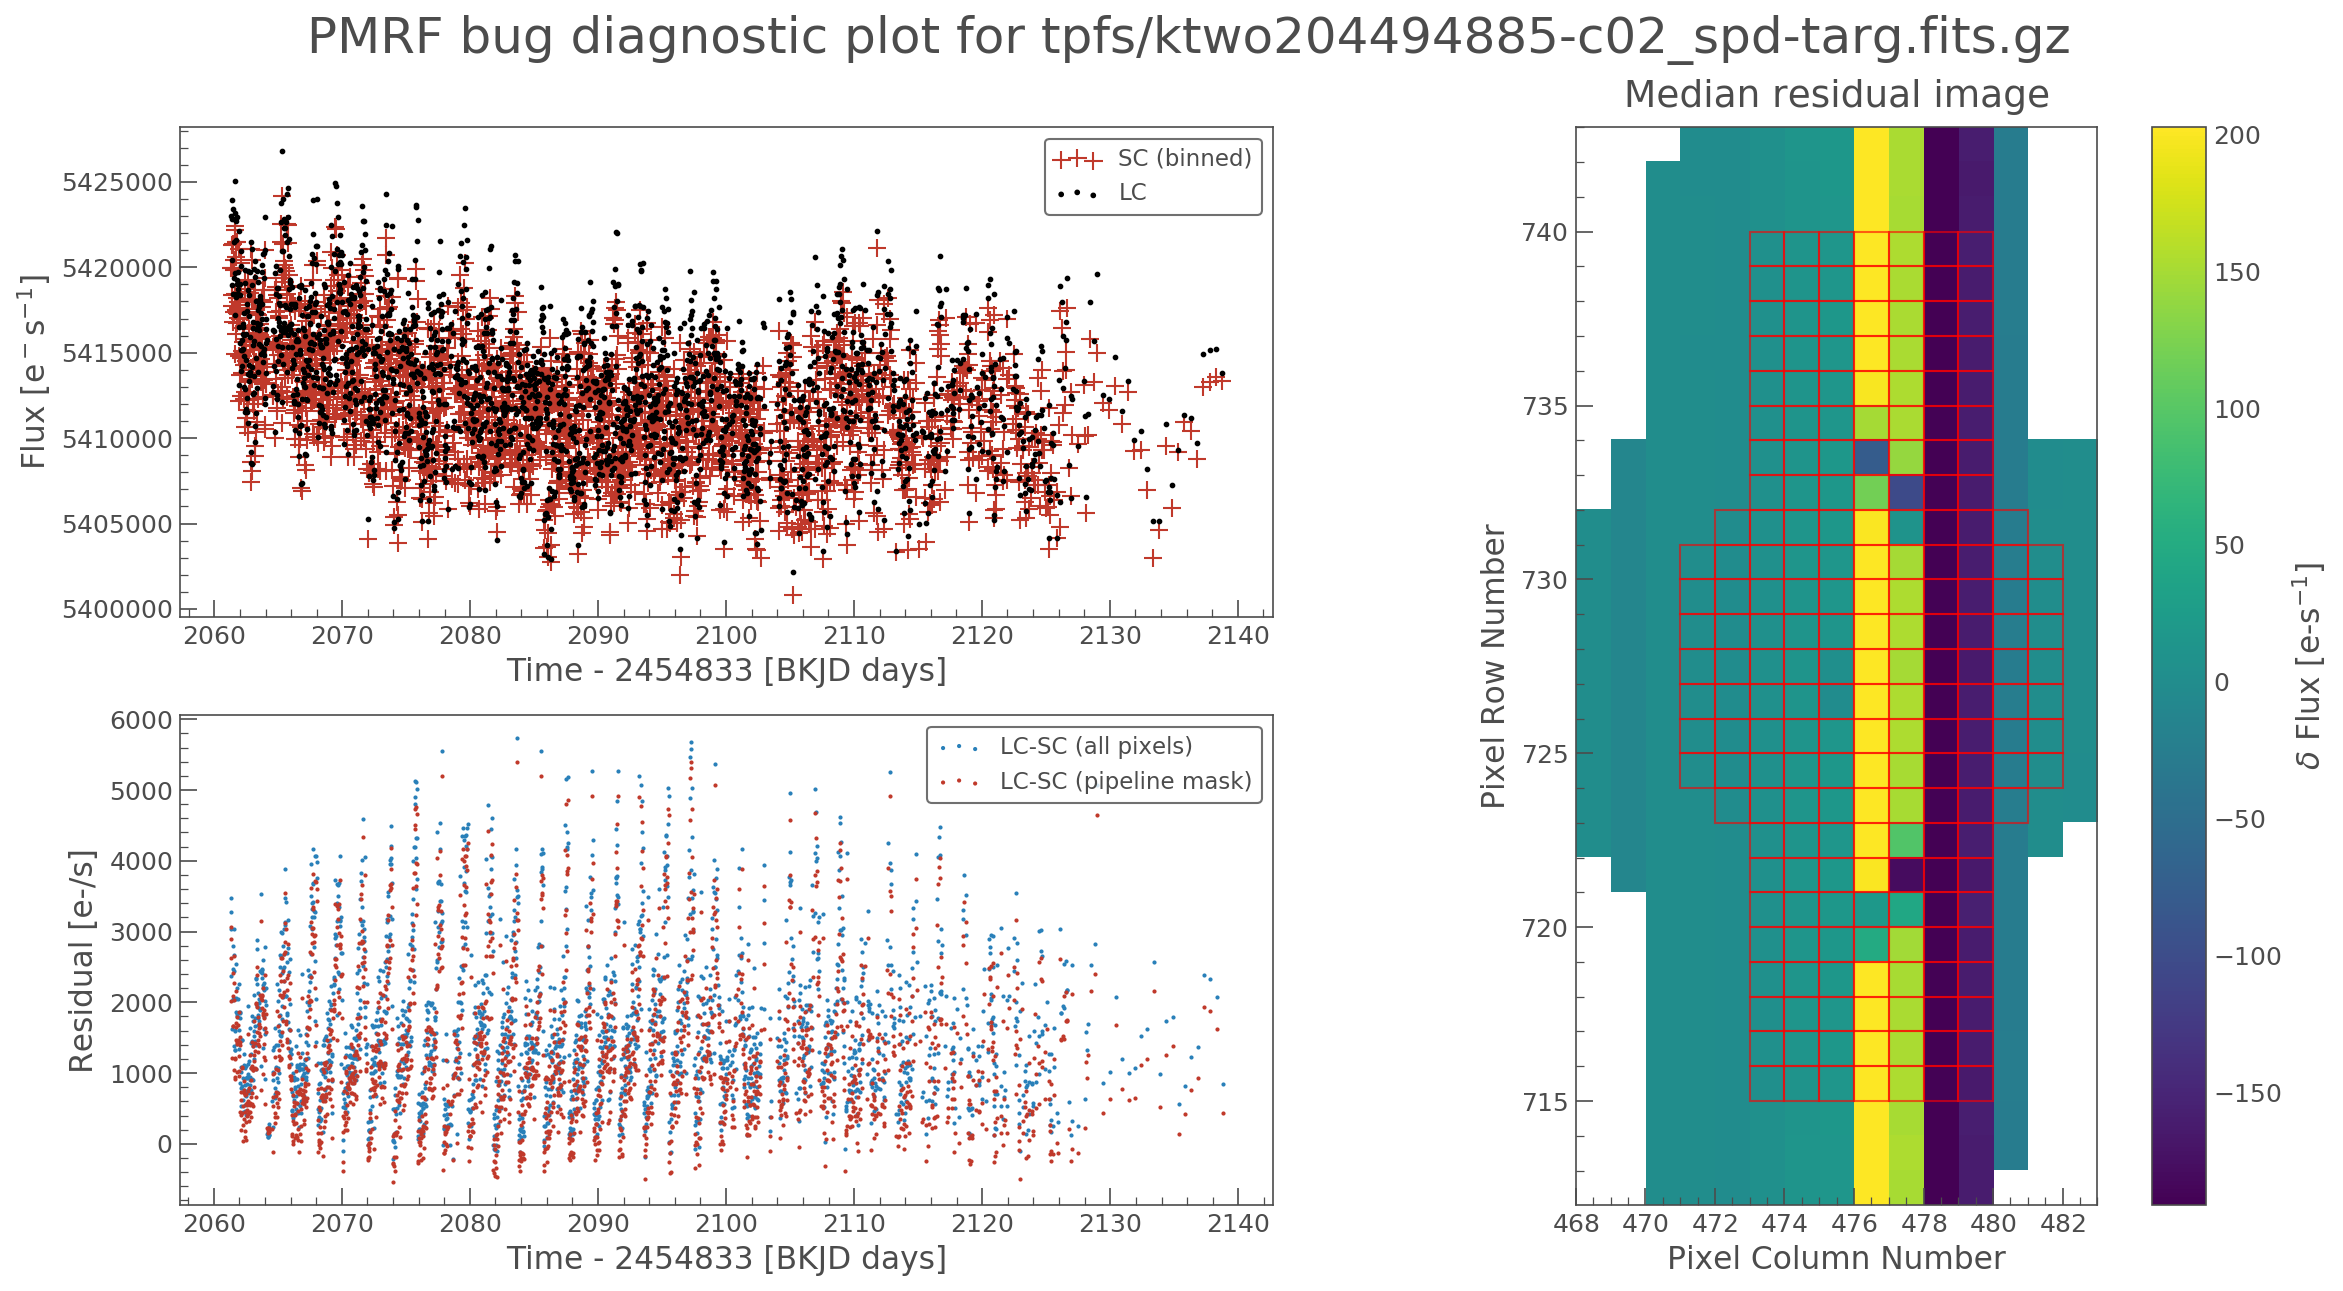 PMRF bug diagnostic plot for tpfs/ktwo204494885-c02_spd-targ.fits.gz
Flux [e⁻ s⁻¹]
5425000
5420000
5415000
5410000
5405000
5400000
SC (binned)
LC
2060 2070 2080 2090 2100 2110 2120 2130 2140
Time - 2454833 [BKJD days]
Residual [e-/s]
6000
5000
4000
3000
2000
1000
0
LC-SC (all pixels)
LC-SC (pipeline mask)
2060 2070 2080 2090 2100 2110 2120 2130 2140
Time - 2454833 [BKJD days]
Median residual image
Pixel Row Number
740
735
730
725
720
715
468 470 472 474 476 478 480 482
Pixel Column Number
200
150
100
50
0
−50
−100
−150
δ Flux [e-s⁻¹]